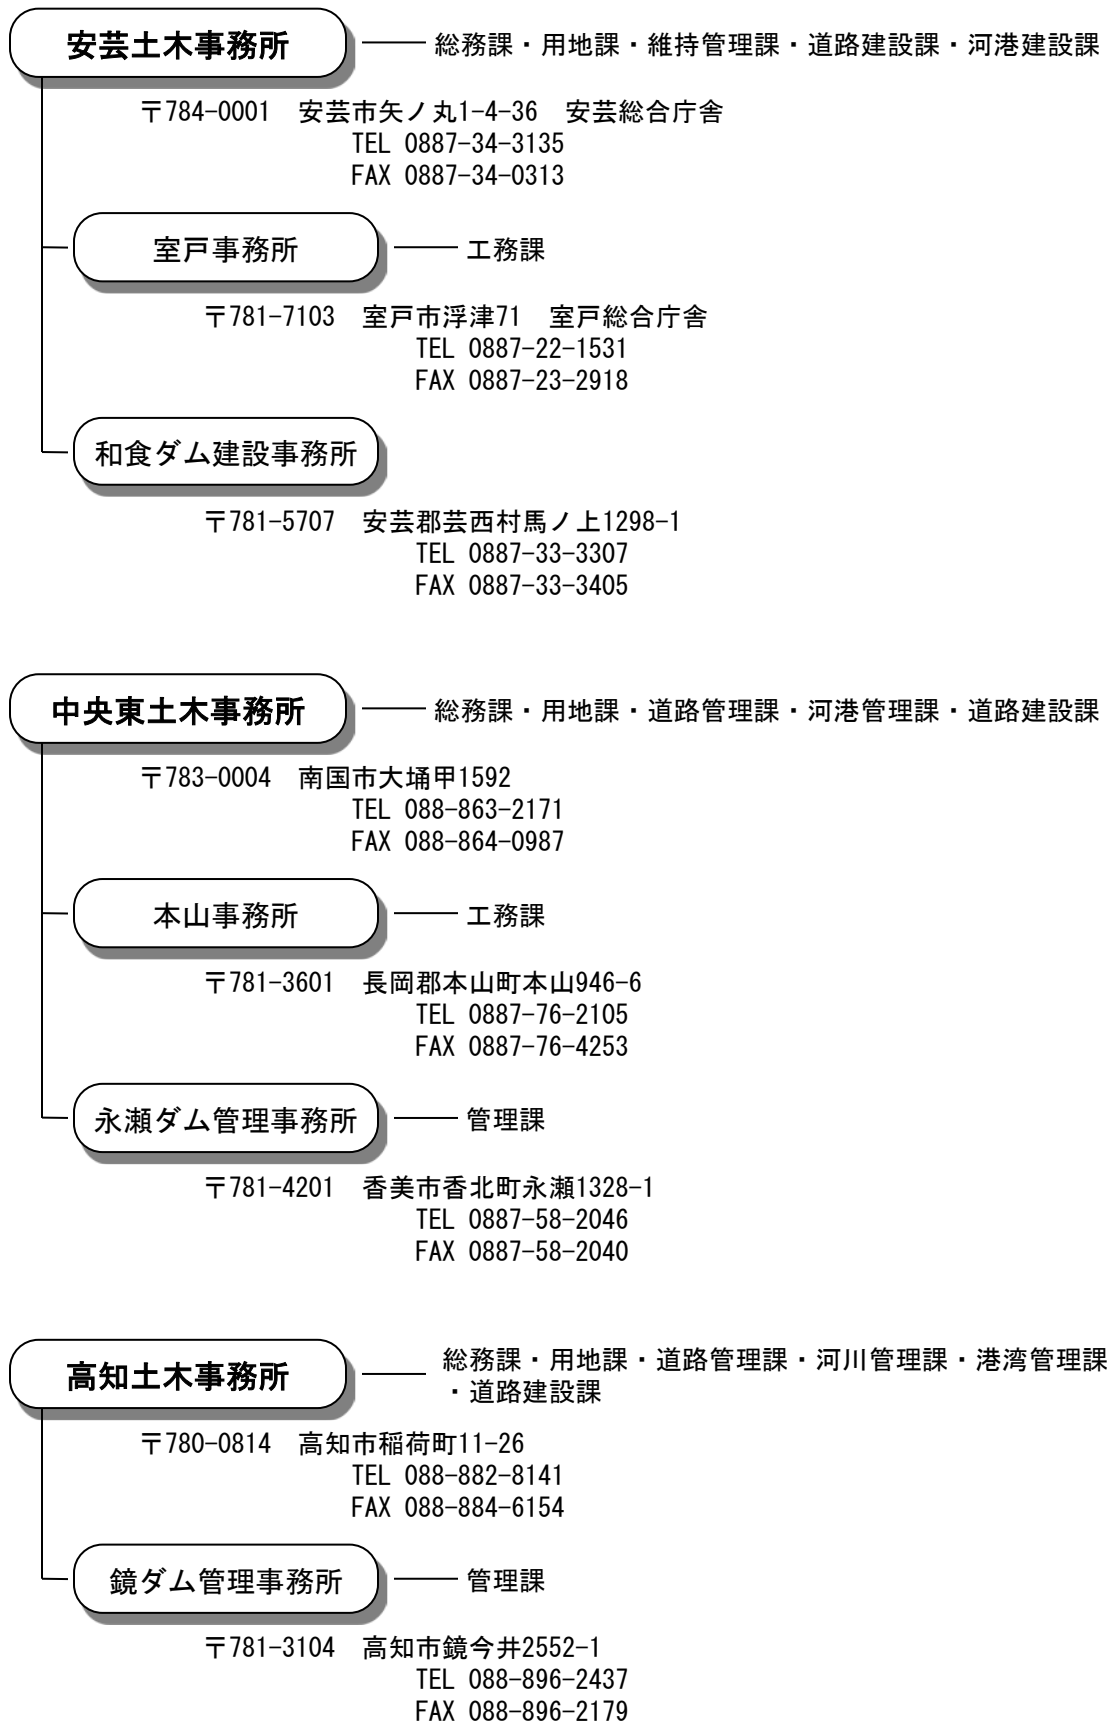 安芸土木事務所 総務課・用地課・維持管理課・道路建設課・河港建設課
〒784-0001 安芸市矢ノ丸1-4-36 安芸総合庁舎
TEL 0887-34-3135
FAX 0887-34-0313
室戸事務所 工務課
〒781-7103 室戸市浮津71 室戸総合庁舎
TEL 0887-22-1531
FAX 0887-23-2918
和食ダム建設事務所
〒781-5707 安芸郡芸西村馬ノ上1298-1
TEL 0887-33-3307
FAX 0887-33-3405
中央東土木事務所 総務課・用地課・道路管理課・河港管理課・道路建設課
〒783-0004 南国市大埇甲1592
TEL 088-863-2171
FAX 088-864-0987
本山事務所 工務課
〒781-3601 長岡郡本山町本山946-6
TEL 0887-76-2105
FAX 0887-76-4253
永瀬ダム管理事務所 管理課
〒781-4201 香美市香北町永瀬1328-1
TEL 0887-58-2046
FAX 0887-58-2040
高知土木事務所 総務課・用地課・道路管理課・河川管理課・港湾管理課
・道路建設課
〒780-0814 高知市稲荷町11-26
TEL 088-882-8141
FAX 088-884-6154
鏡ダム管理事務所 管理課
〒781-3104 高知市鏡今井2552-1
TEL 088-896-2437
FAX 088-896-2179